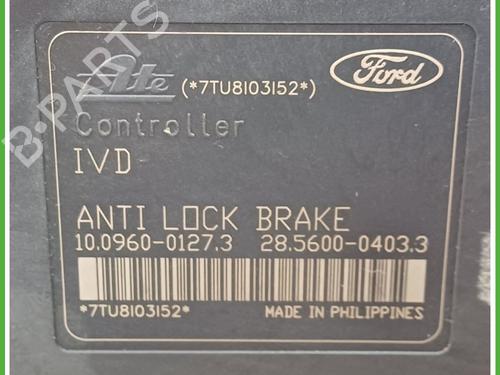 Ate (*7TU8103152*) Ford
Controller
IVD
ANTI LOCK BRAKE
10.0960-0127.3 28.5600-0403.3
*7TU8103152* MADE IN PHILIPPINES
B-PARTS